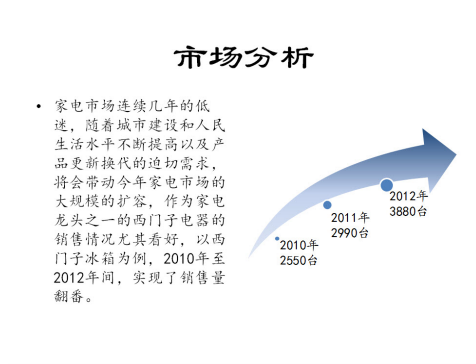 市场分析
• 家电市场连续几年的低
迷，随着城市建设和人民
生活水平不断提高以及产
品更新换代的迫切需求，
将会带动今年家电市场的
大规模的扩容，作为家电
龙头之一的西门子电器的
销售情况尤其看好，以西
门子冰箱为例，2010年至
2012年间，实现了销售量
翻番。
2010年
2550台
2011年
2990台
2012年
3880台